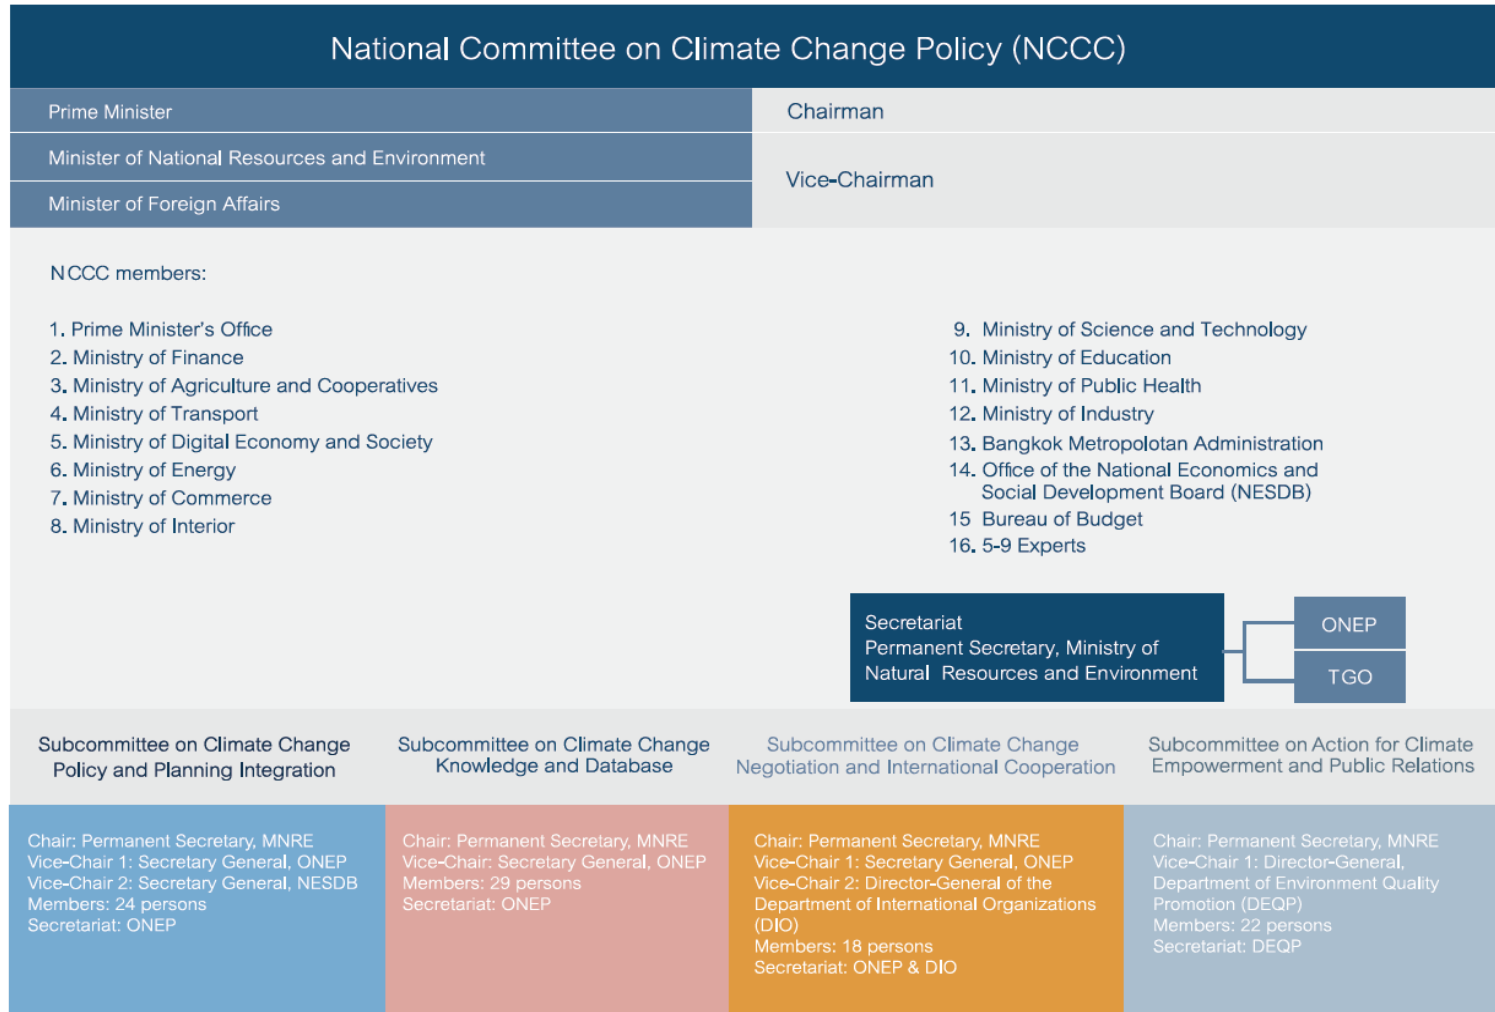 National Committee on Climate Change Policy (NCCC)
Prime Minister
Chairman
Minister of National Resources and Environment
Vice-Chairman
Minister of Foreign Affairs
NCCC members:
1. Prime Minister's Office
2. Ministry of Finance
3. Ministry of Agriculture and Cooperatives
4. Ministry of Transport
5. Ministry of Digital Economy and Society
6. Ministry of Energy
7. Ministry of Commerce
8. Ministry of Interior
9. Ministry of Science and Technology
10. Ministry of Education
11. Ministry of Public Health
12. Ministry of Industry
13. Bangkok Metropolotan Administration
14. Office of the National Economics and
Social Development Board (NESDB)
15 Bureau of Budget
16. 5-9 Experts
Secretariat
Permanent Secretary, Ministry of
Natural Resources and Environment
ONEP
TGO
Subcommittee on Climate Change
Policy and Planning Integration
Chair: Permanent Secretary, MNRE
Vice-Chair 1: Secretary General, ONEP
Vice-Chair 2: Secretary General, NESDB
Members: 24 persons
Secretariat: ONEP
Subcommittee on Climate Change
Knowledge and Database
Chair: Permanent Secretary, MNRE
Vice-Chair: Secretary General, ONEP
Members: 29 persons
Secretariat: ONEP
Subcommittee on Climate Change
Negotiation and International Cooperation
Chair: Permanent Secretary, MNRE
Vice-Chair 1: Secretary General, ONEP
Vice-Chair 2: Director-General of the
Department of International Organizations
(DIO)
Members: 18 persons
Secretariat: ONEP & DIO
Subcommittee on Action for Climate
Empowerment and Public Relations
Chair: Permanent Secretary, MNRE
Vice-Chair 1: Director-General,
Department of Environment Quality
Promotion (DEQP)
Members: 22 persons
Secretariat: DEQP